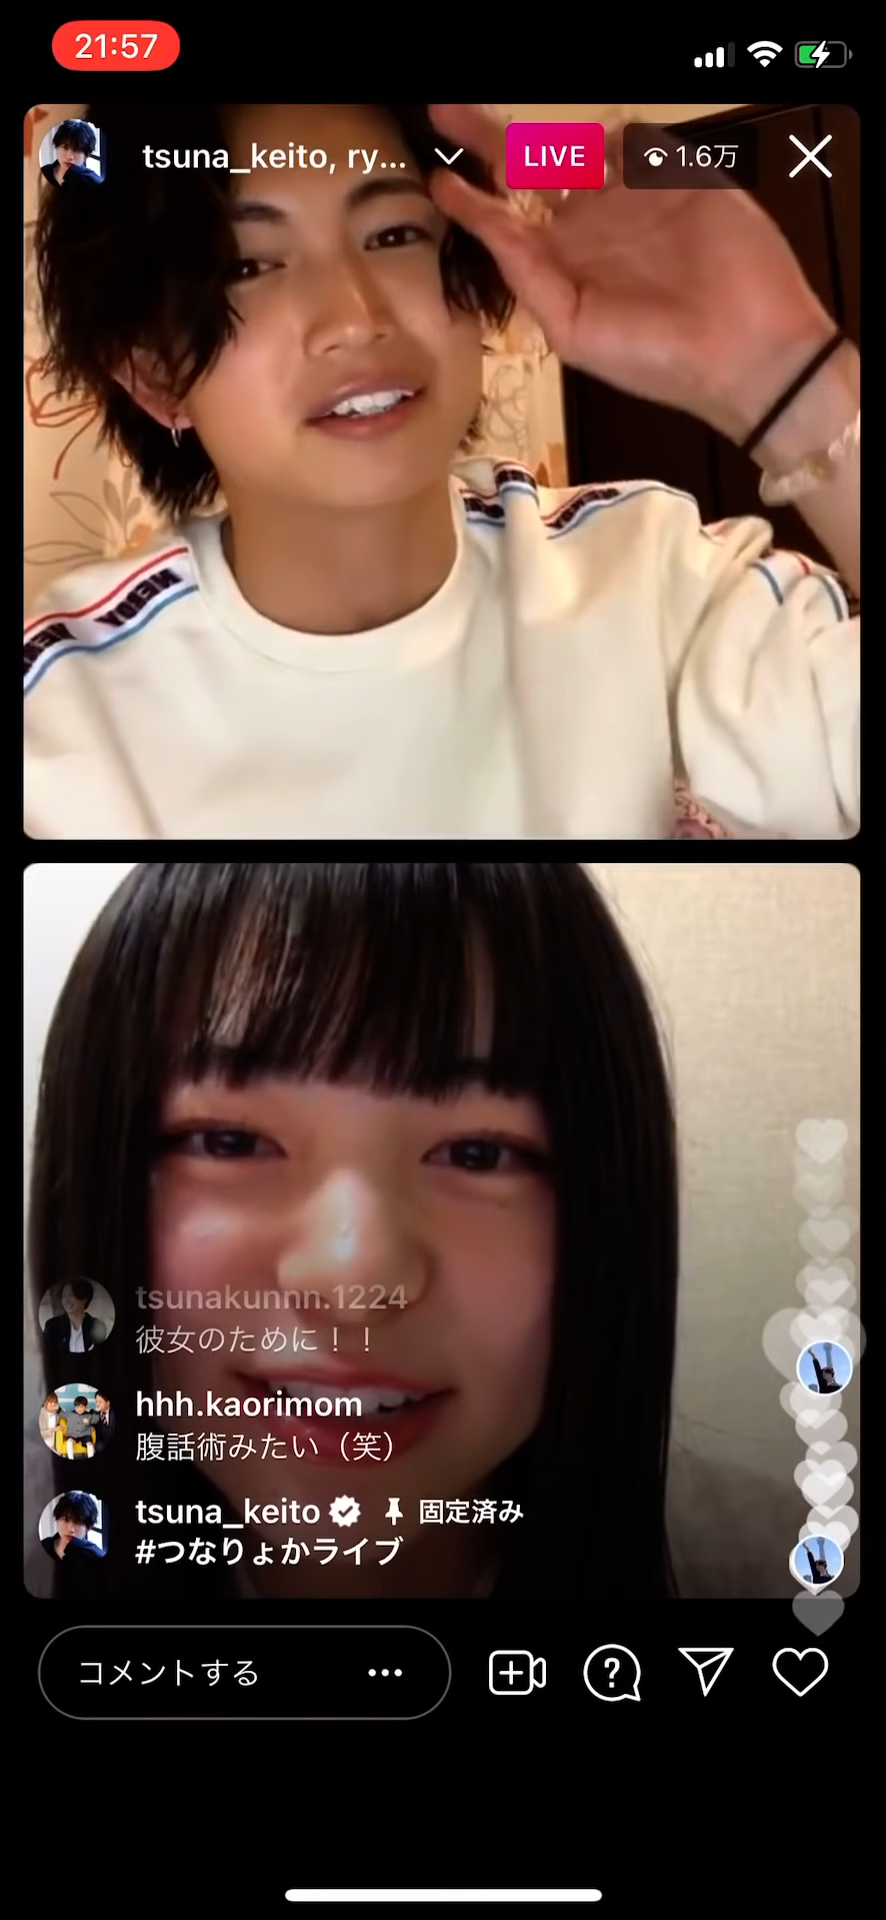 21:57
tsuna_keito, ry...
LIVE
1.6万
NERDY
tsunakunnn.1224
彼女のために！！
hhh.kaorimom
腹話術みたい（笑）
tsuna_keito 固定済み
#つなりょかライブ
コメントする